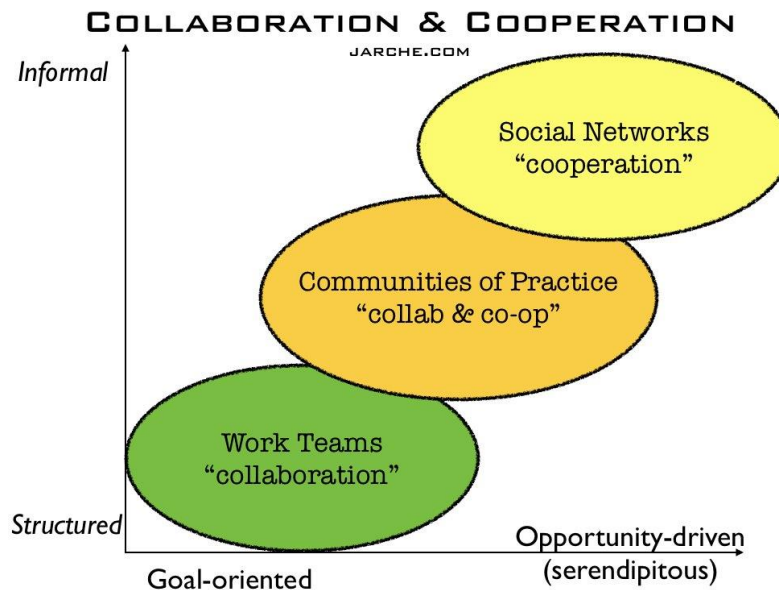 COLLABORATION & COOPERATION
JARCHE.COM
Informal
Social Networks
“cooperation”
Communities of Practice
“collab & co-op”
Work Teams
“collaboration”
Structured
Goal-oriented
Opportunity-driven
(serendipitous)